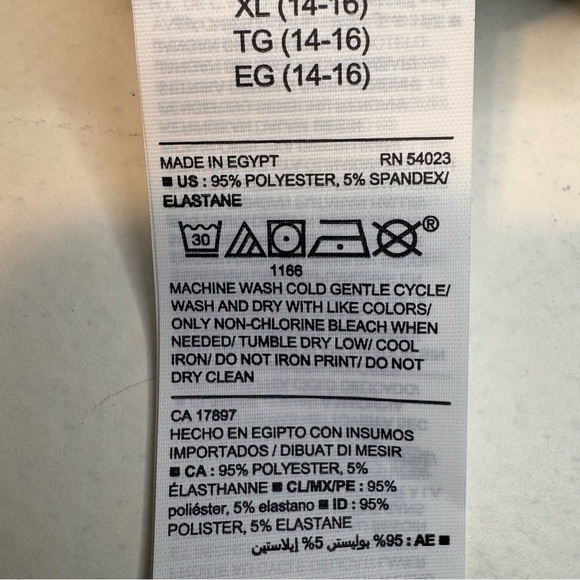 XL (14-16)
TG (14-16)
EG (14-16)
MADE IN EGYPT RN 54023
■ US : 95% POLYESTER, 5% SPANDEX/
ELASTANE
30 ®
1166
MACHINE WASH COLD GENTLE CYCLE/
WASH AND DRY WITH LIKE COLORS/
ONLY NON-CHLORINE BLEACH WHEN
NEEDED/ TUMBLE DRY LOW/ COOL
IRON/ DO NOT IRON PRINT/ DO NOT
DRY CLEAN
CA 17897
HECHO EN EGIPTO CON INSUMOS
IMPORTADOS / DIBUAT DI MESIR
■ CA : 95% POLYESTER, 5%
ÉLASTHANNE ■ CL/MX/PE : 95%
poliéster, 5% elastano ■ ID : 95%
POLISTER, 5% ELASTANE
■ AE : 95% بوليستر 5% إيلاستين